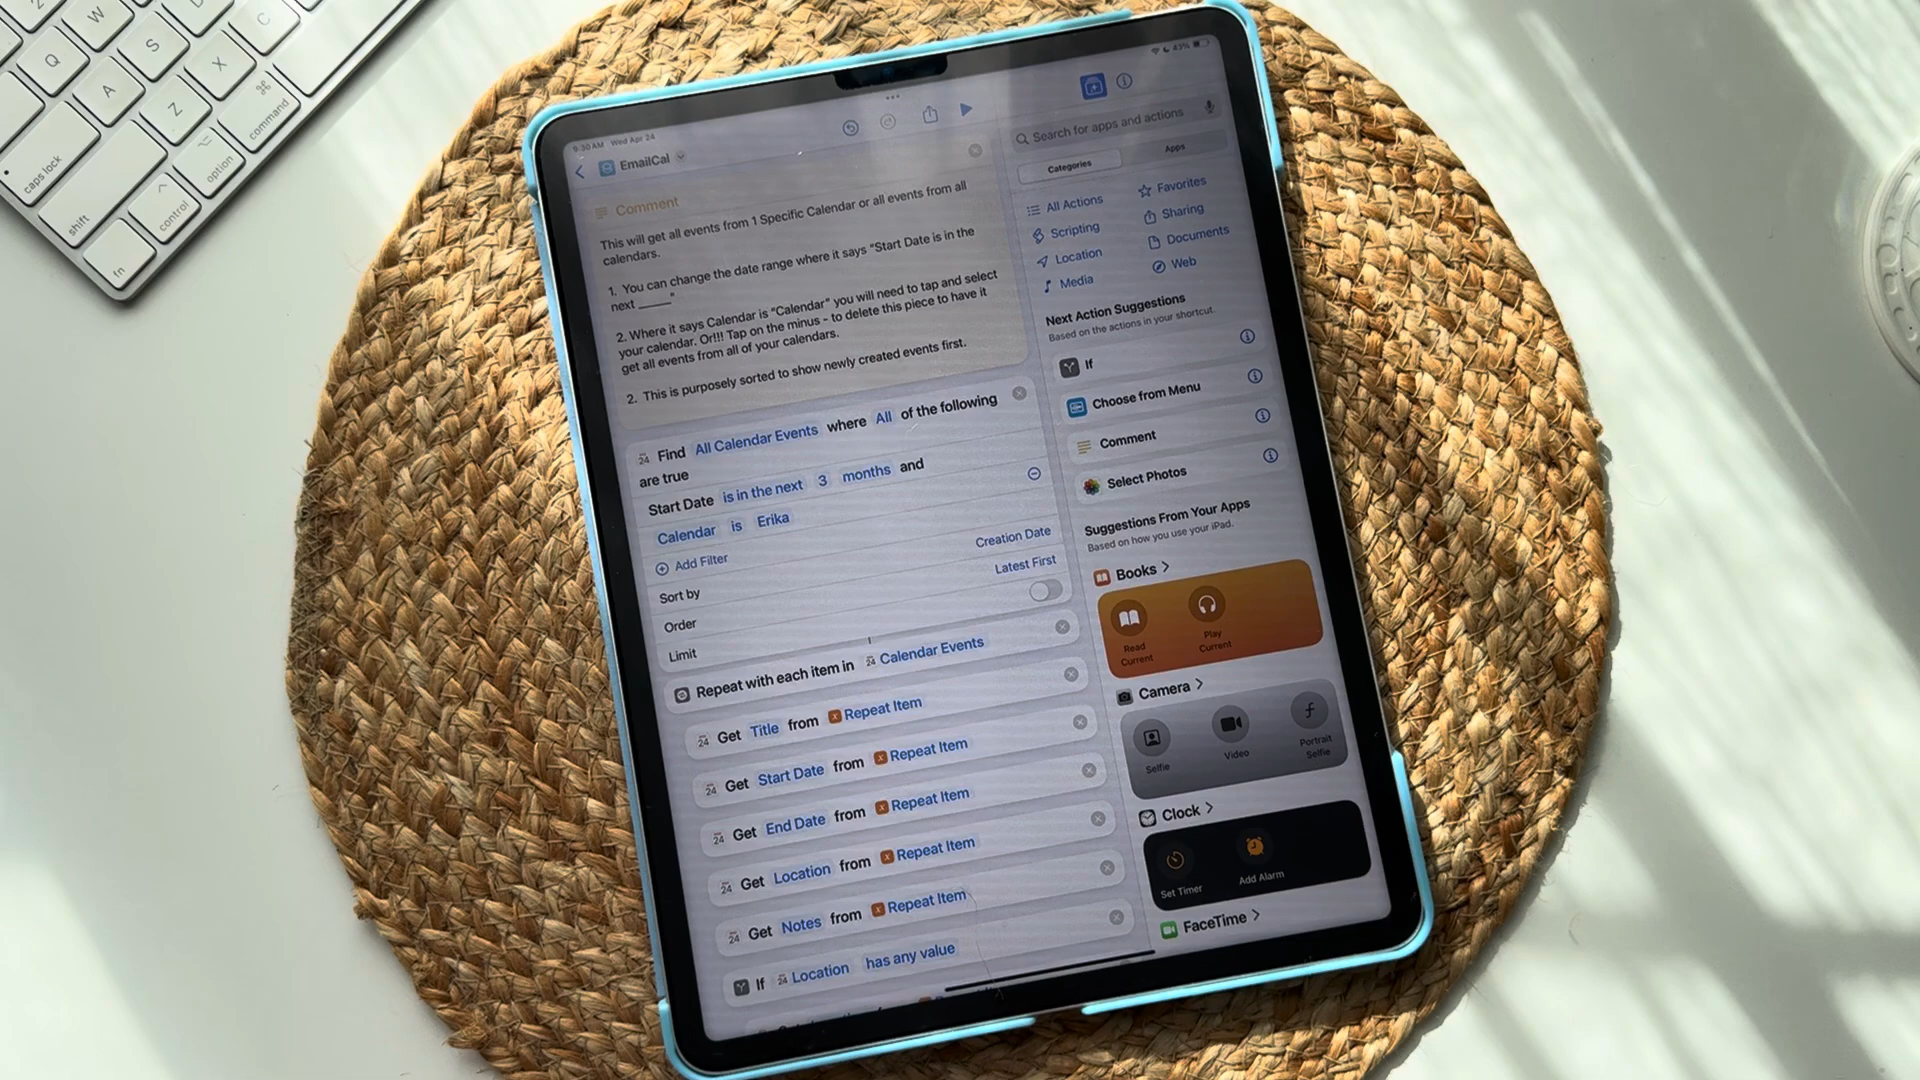 2
W
Q
S
D
C
A
X
Z
⌘
command
caps lock
⌥
option
^
control
shift
fn
9:30 AM Wed Apr 24
43%
EmailCal
Comment
This will get all events from 1 Specific Calendar or all events from all
calendars.
1. You can change the date range where it says "Start Date is in the
next _____"
2. Where it says Calendar is "Calendar" you will need to tap and select
your calendar. Or!!! Tap on the minus - to delete this piece to have it
get all events from all of your calendars.
2. This is purposely sorted to show newly created events first.
24 Find All Calendar Events where All of the following
are true
Start Date is in the next 3 months and
Calendar is Erika
Add Filter
Sort by Creation Date
Order Latest First
Limit
Repeat with each item in 24 Calendar Events
24 Get Title from x Repeat Item
24 Get Start Date from x Repeat Item
24 Get End Date from x Repeat Item
24 Get Location from x Repeat Item
24 Get Notes from x Repeat Item
If 24 Location has any value
Search for apps and actions
Categories
Apps
All Actions
Favorites
Scripting
Sharing
Location
Documents
Media
Web
Next Action Suggestions
Based on the actions in your shortcut.
If
Choose from Menu
Comment
Select Photos
Suggestions From Your Apps
Based on how you use your iPad.
Books >
Read
Current
Play
Current
Camera >
Selfie
Video
f
Portrait
Selfie
Clock >
Set Timer
Add Alarm
FaceTime >